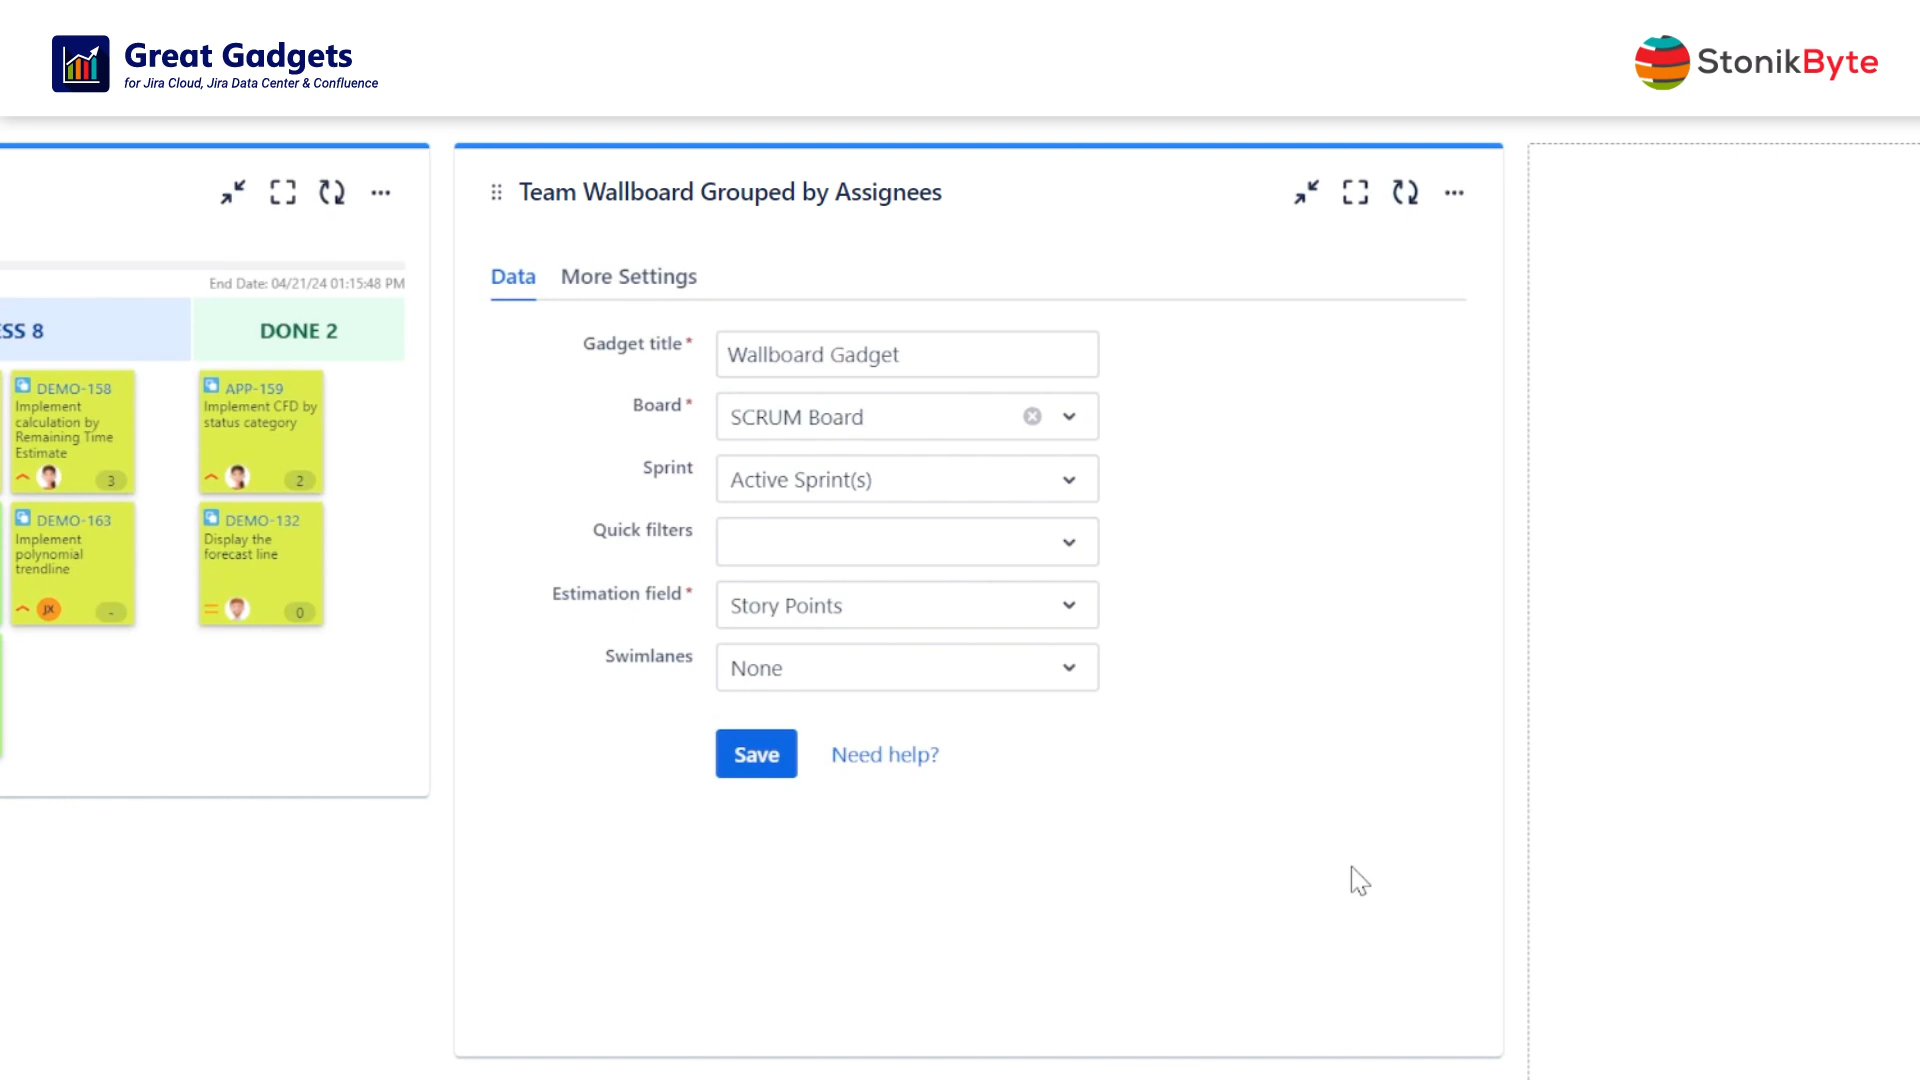 Great Gadgets
for Jira Cloud, Jira Data Center & Confluence
StonikByte
End Date: 04/21/24 01:15:48 PM
ESS 8
DONE 2
DEMO-158
Implement
calculation by
Remaining Time
Estimate
3
APP-159
Implement CFD by
status category
2
DEMO-163
Implement
polynomial
trendline
JX
-
DEMO-132
Display the
forecast line
0
Team Wallboard Grouped by Assignees
Data
More Settings
Gadget title*
Wallboard Gadget
Board*
SCRUM Board
Sprint
Active Sprint(s)
Quick filters
Estimation field*
Story Points
Swimlanes
None
Save
Need help?